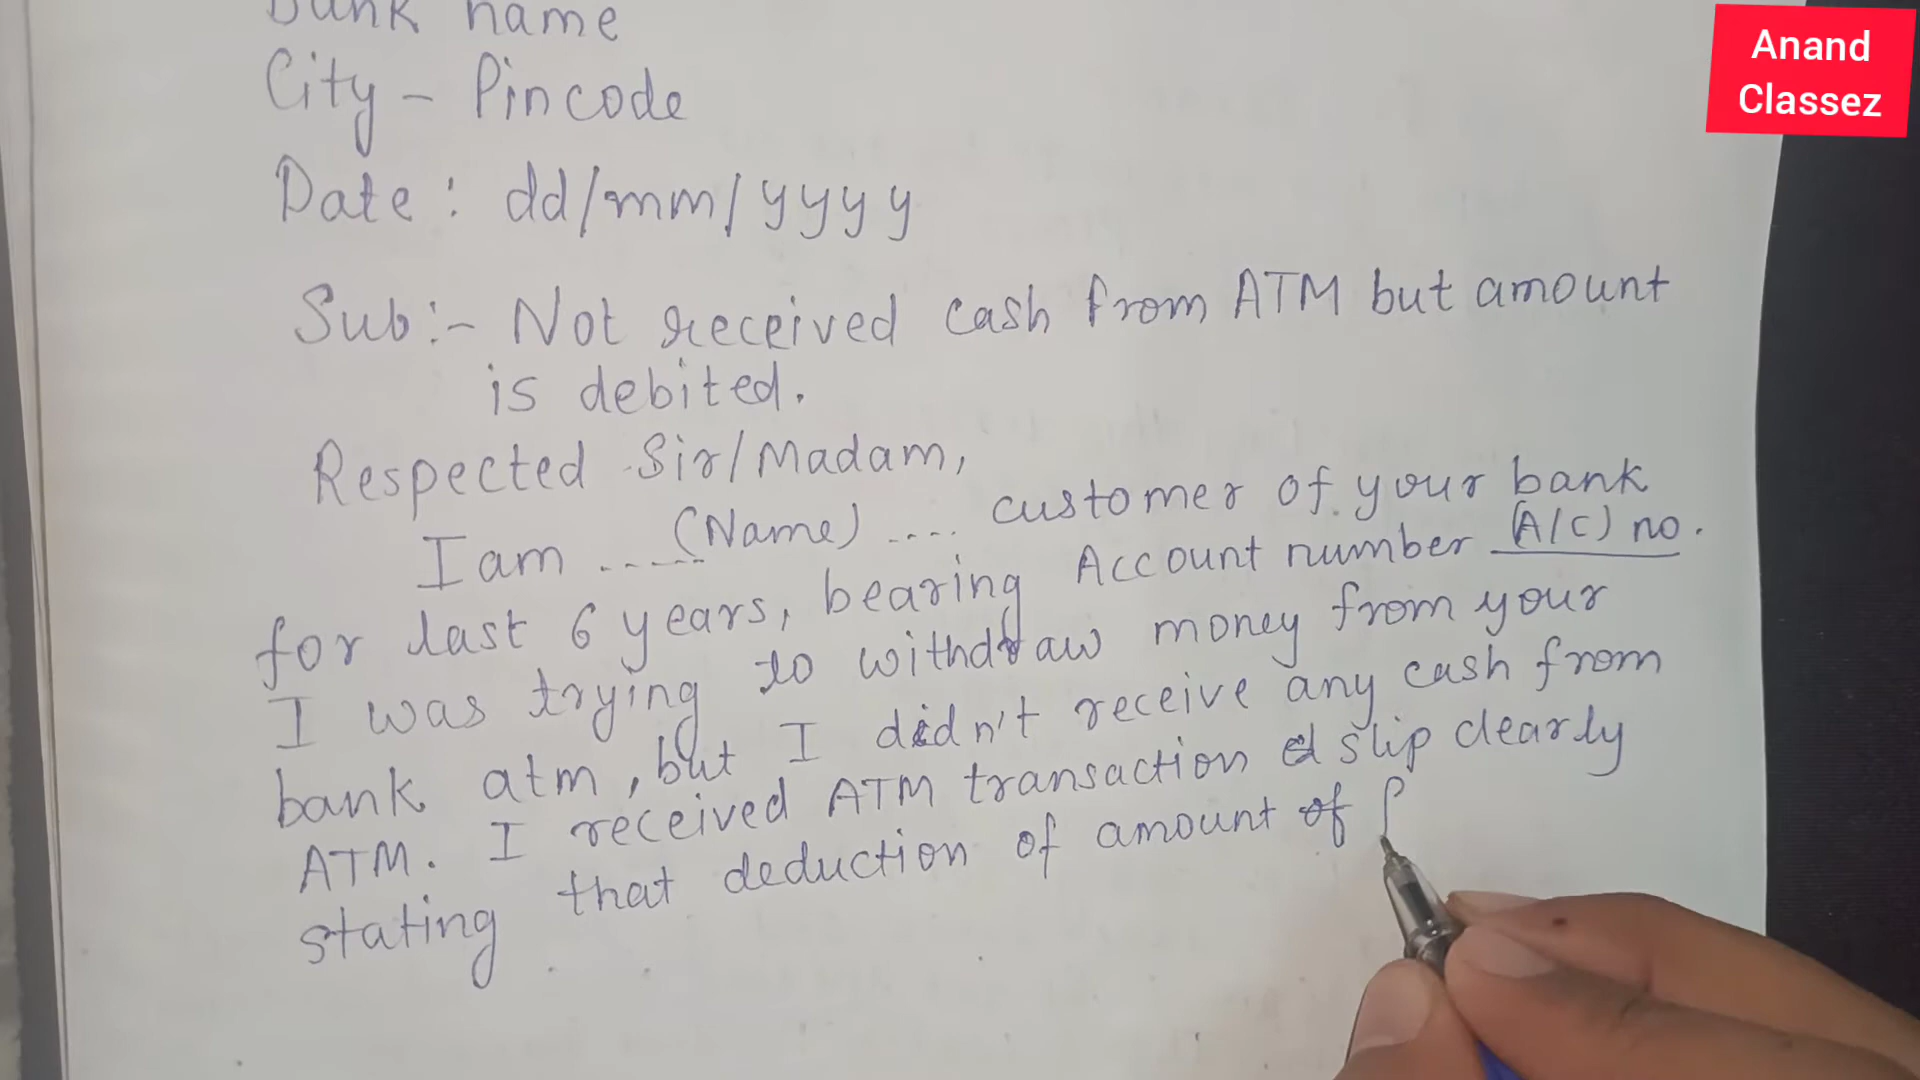 Bank name
City - Pincode
Date : dd/mm/yyyy
Sub:- Not received cash from ATM but amount
is debited.
Respected Sir/Madam,
I am ...... (Name) .... customer of your bank
for last 6 years, bearing Account number (A/C) no.
I was trying to withdraw money from your
bank atm, but I didn't receive any cash from
ATM. I received ATM transaction slip clearly
stating that deduction of amount of
Anand
Classez